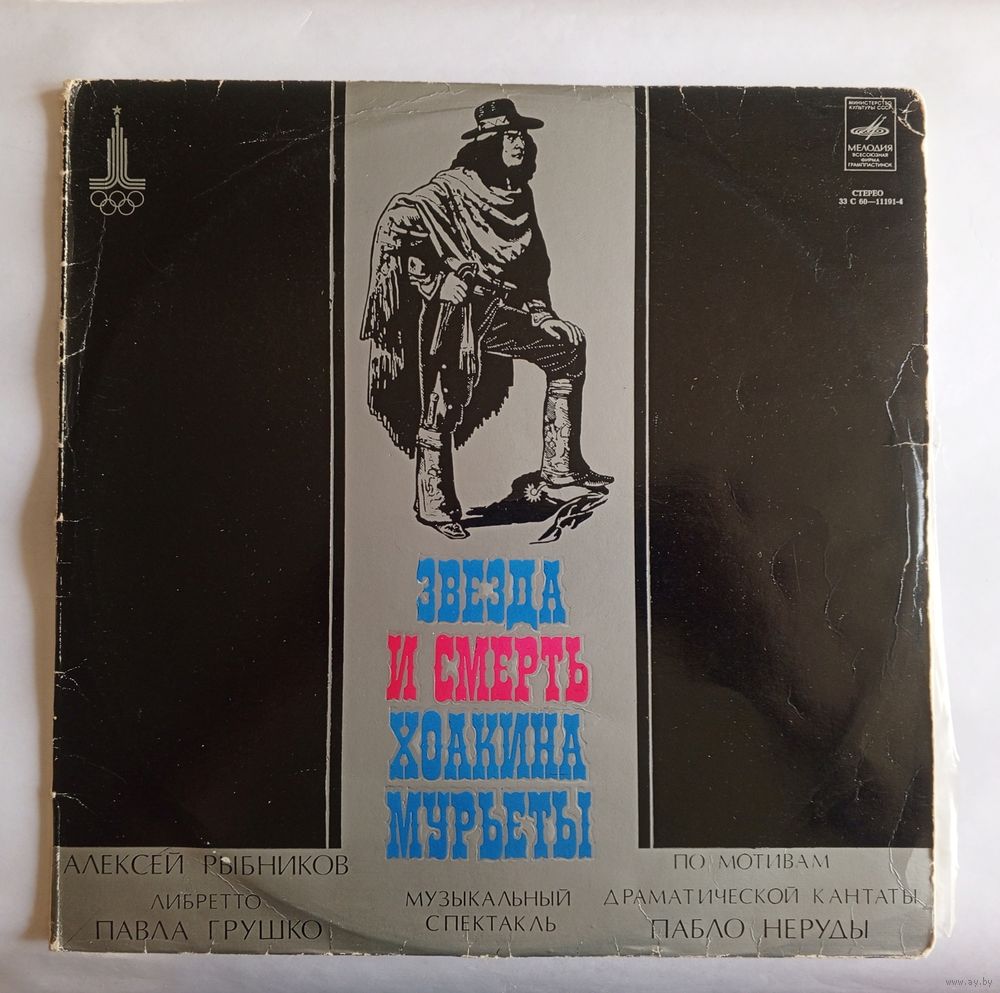 МИНИСТЕРСТВО
КУЛЬТУРЫ СССР
МЕЛОДИЯ
ВСЕСОЮЗНАЯ
ФИРМА
ГРАМПЛАСТИНОК
СТЕРЕО
33 С 60—11191-4
ЗВЕЗДА
И СМЕРТЬ
ХОАКИНА
МУРЬЕТЫ
АЛЕКСЕЙ РЫБНИКОВ
ЛИБРЕТТО
ПАВЛА ГРУШКО
МУЗЫКАЛЬНЫЙ
СПЕКТАКЛЬ
ПО МОТИВАМ
ДРАМАТИЧЕСКОЙ КАНТАТЫ
ПАБЛО НЕРУДЫ
www.ay.by